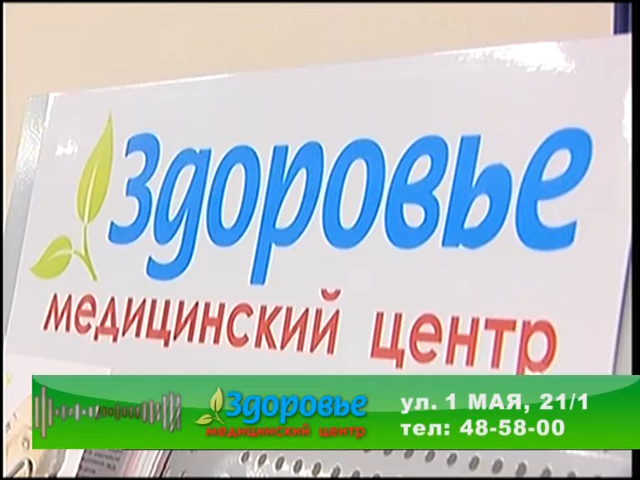 Здоровье
медицинский центр
Здоровье
медицинский центр
ул. 1 МАЯ, 21/1
тел: 48-58-00